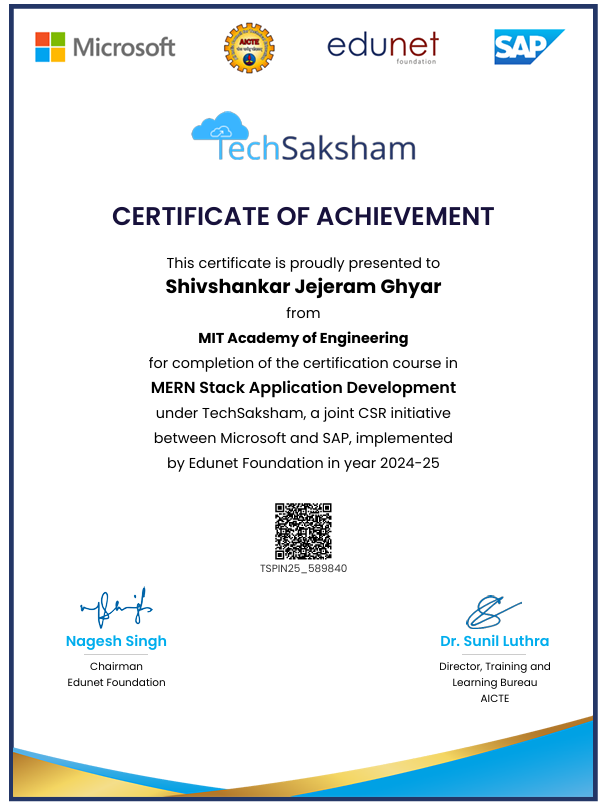 Microsoft
AICTE
edunet
foundation
SAP
TechSaksham
CERTIFICATE OF ACHIEVEMENT
This certificate is proudly presented to
Shivshankar Jejeram Ghyar
from
MIT Academy of Engineering
for completion of the certification course in
MERN Stack Application Development
under TechSaksham, a joint CSR initiative
between Microsoft and SAP, implemented
by Edunet Foundation in year 2024-25
TSPIN25_589840
Nagesh Singh
Chairman
Edunet Foundation
Dr. Sunil Luthra
Director, Training and
Learning Bureau
AICTE